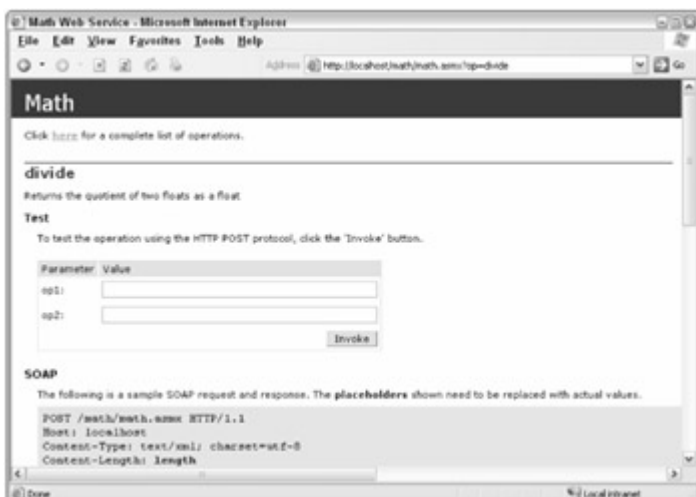 Math Web Service - Microsoft Internet Explorer
File Edit View Favorites Tools Help
Address http://localhost/math/math.asmx?op=divide Go
Math
Click here for a complete list of operations.
divide
Returns the quotient of two floats as a float
Test
To test the operation using the HTTP POST protocol, click the 'Invoke' button.
Parameter Value
op1:
op2:
Invoke
SOAP
The following is a sample SOAP request and response. The placeholders shown need to be replaced with actual values.
POST /math/math.asmx HTTP/1.1
Host: localhost
Content-Type: text/xml; charset=utf-8
Content-Length: length
Done Local intranet